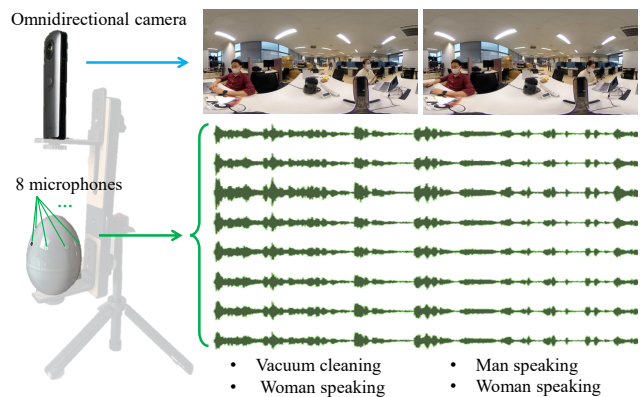 Omnidirectional camera
8 microphones
...
• Vacuum cleaning
• Woman speaking
• Man speaking
• Woman speaking